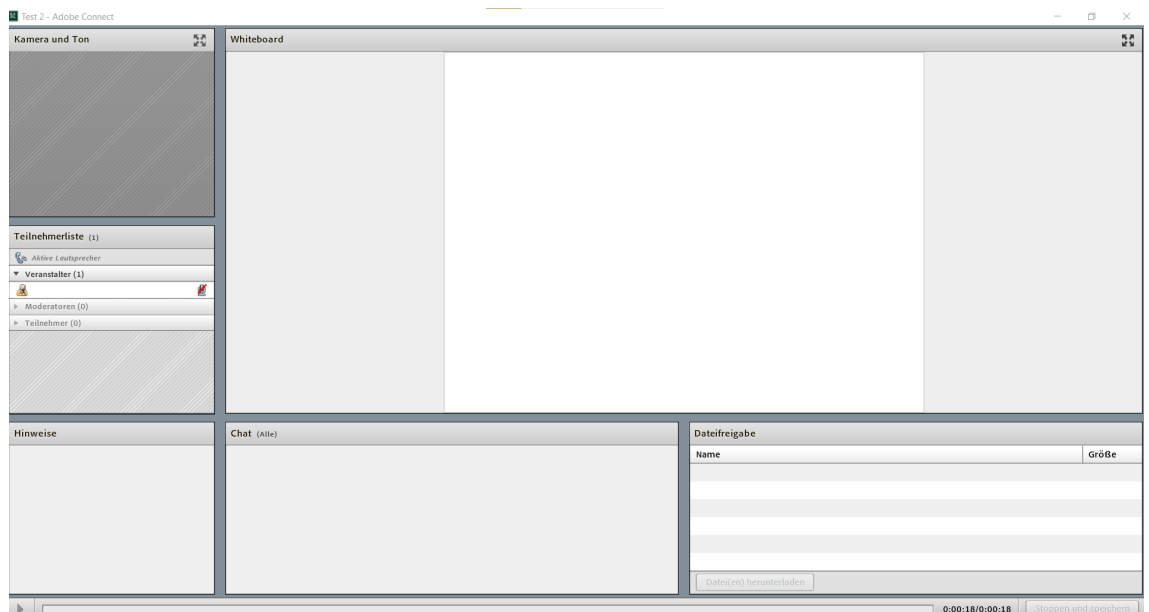 Test 2 - Adobe Connect
Kamera und Ton
Whiteboard
Teilnehmerliste (1)
Aktive Lautsprecher
Veranstalter (1)
Moderatoren (0)
Teilnehmer (0)
Hinweise
Chat (Alle)
Dateifreigabe
Name Größe
Datei(en) herunterladen
0:00:18/0:00:18 Stoppen und speichern